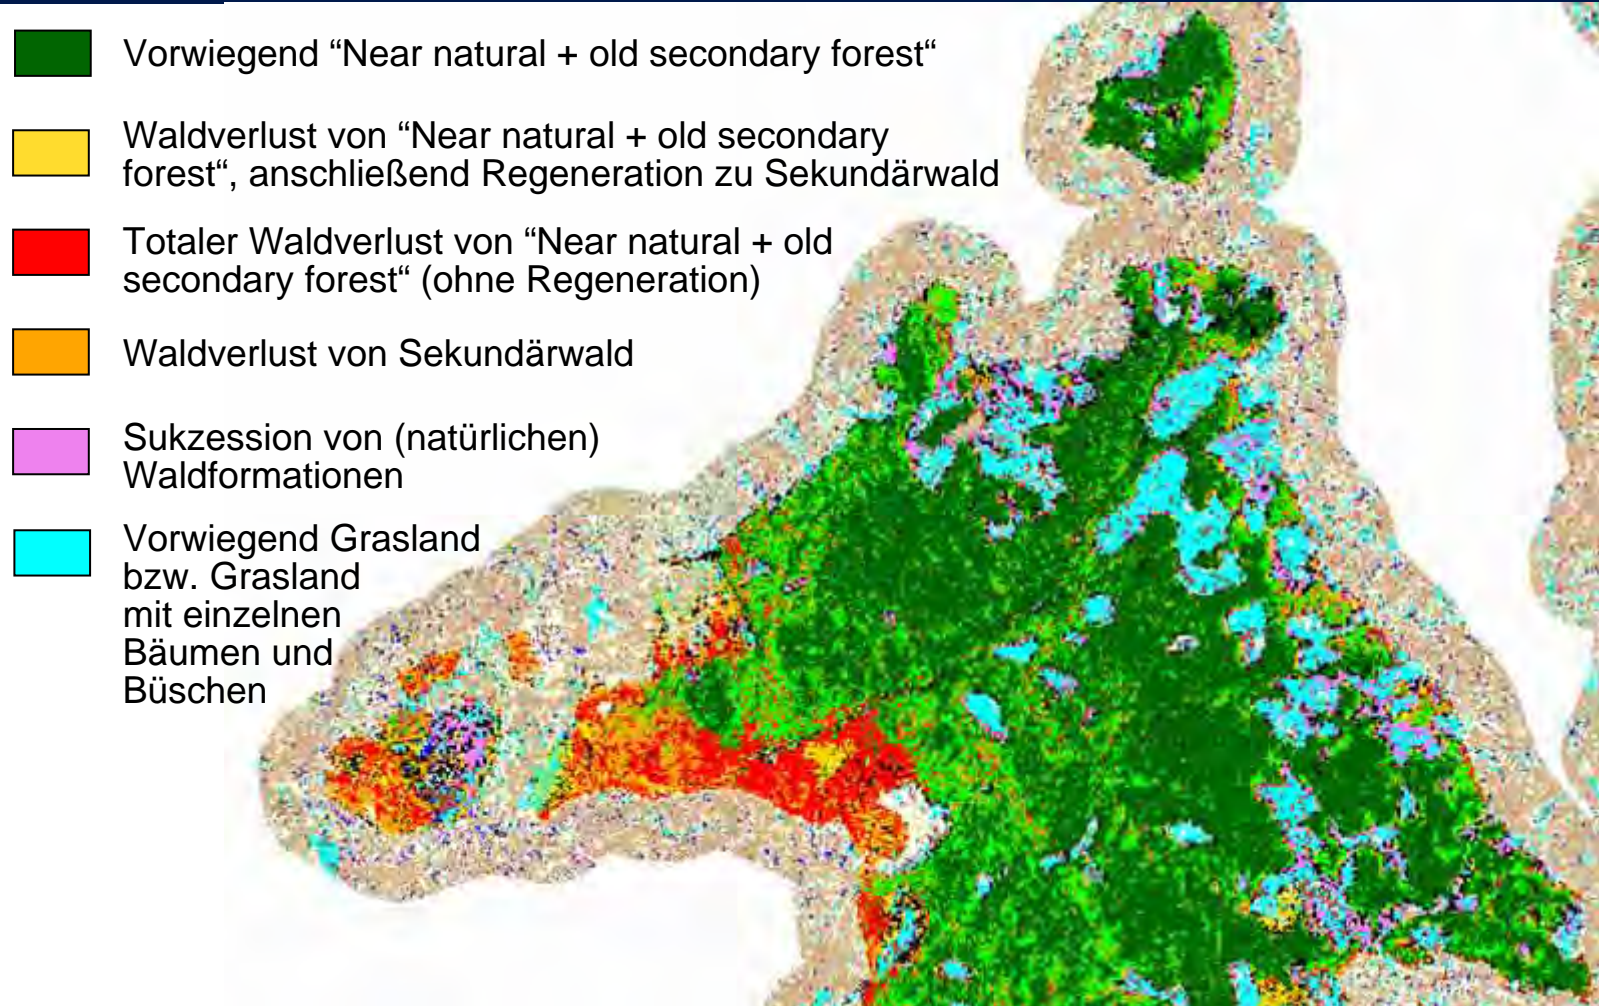 Vorwiegend “Near natural + old secondary forest“
Waldverlust von “Near natural + old secondary
forest“, anschließend Regeneration zu Sekundärwald
Totaler Waldverlust von “Near natural + old
secondary forest“ (ohne Regeneration)
Waldverlust von Sekundärwald
Sukzession von (natürlichen)
Waldformationen
Vorwiegend Grasland
bzw. Grasland
mit einzelnen
Bäumen und
Büschen